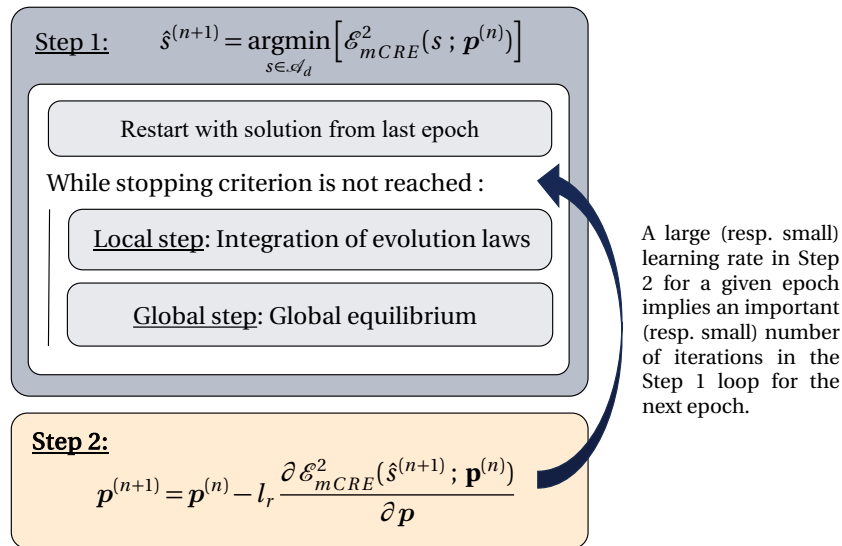 Step 1: ŝ^(n+1) = argmin_{s∈𝒜_d} [ℰ²_mCRE(s ; p^(n))]
Restart with solution from last epoch
While stopping criterion is not reached :
Local step: Integration of evolution laws
Global step: Global equilibrium
Step 2:
p^(n+1) = p^(n) − l_r ∂ℰ²_mCRE(ŝ^(n+1) ; p^(n)) / ∂p
A large (resp. small)
learning rate in Step
2 for a given epoch
implies an important
(resp. small) number
of iterations in the
Step 1 loop for the
next epoch.